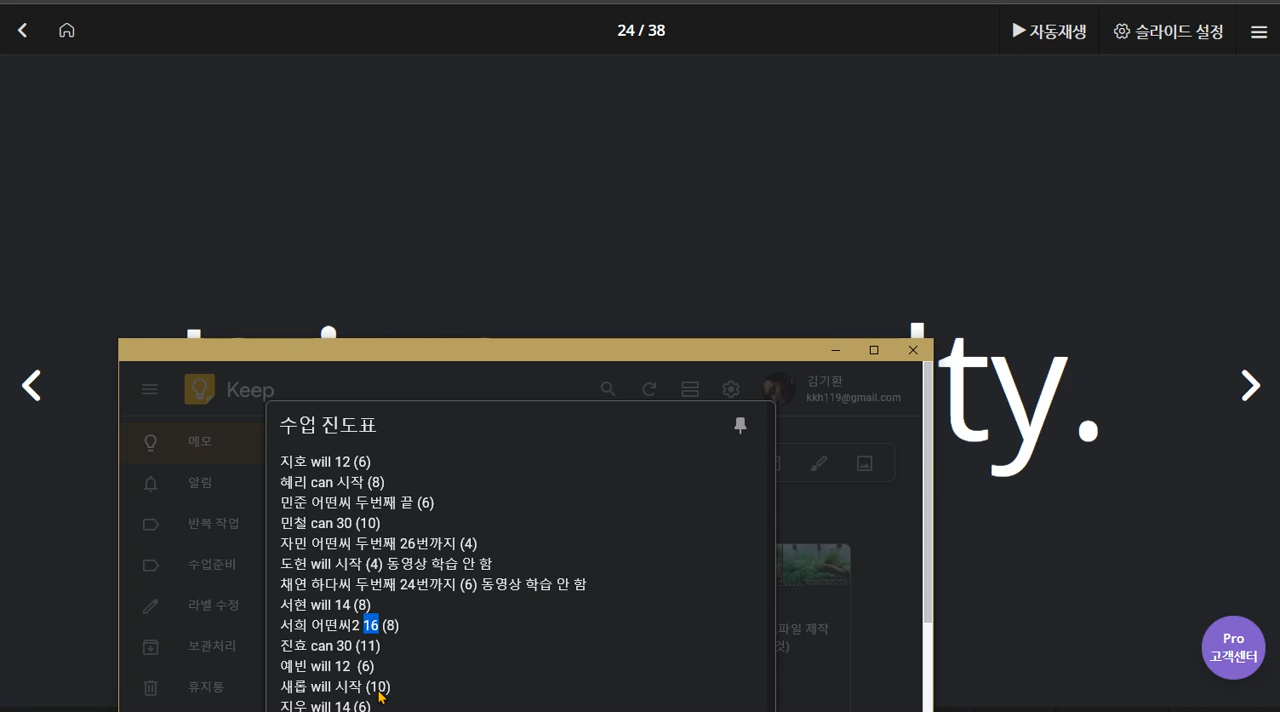 24 / 38
▶자동재생
슬라이드 설정
ty.
Keep
김기환
kkh119@gmail.com
메모
알림
반복 작업
수업준비
라벨 수정
보관처리
휴지통
수업 진도표
지호 will 12 (6)
혜리 can 시작 (8)
민준 어떤씨 두번째 끝 (6)
민철 can 30 (10)
자민 어떤씨 두번째 26번까지 (4)
도헌 will 시작 (4) 동영상 학습 안 함
채연 하다씨 두번째 24번까지 (6) 동영상 학습 안 함
서현 will 14 (8)
서희 어떤씨2 16 (8)
진효 can 30 (11)
예빈 will 12 (6)
새롭 will 시작 (10)
지우 will 14 (6)
파일 제작
것)
Pro
고객센터